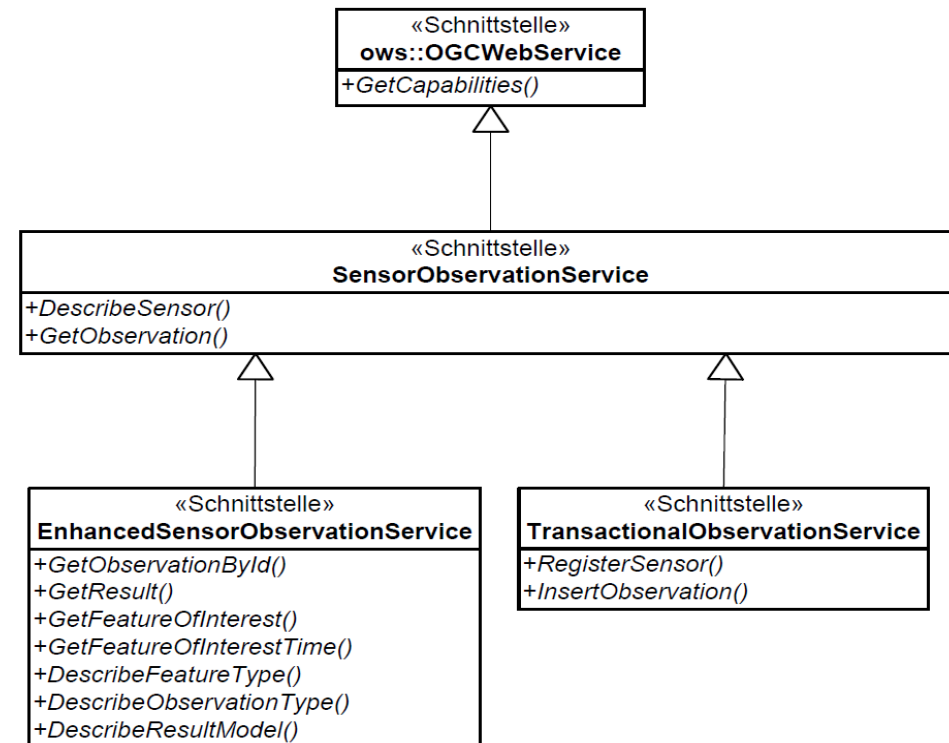 «Schnittstelle»
ows::OGCWebService
+GetCapabilities()
«Schnittstelle»
SensorObservationService
+DescribeSensor()
+GetObservation()
«Schnittstelle»
EnhancedSensorObservationService
+GetObservationById()
+GetResult()
+GetFeatureOfInterest()
+GetFeatureOfInterestTime()
+DescribeFeatureType()
+DescribeObservationType()
+DescribeResultModel()
«Schnittstelle»
TransactionalObservationService
+RegisterSensor()
+InsertObservation()